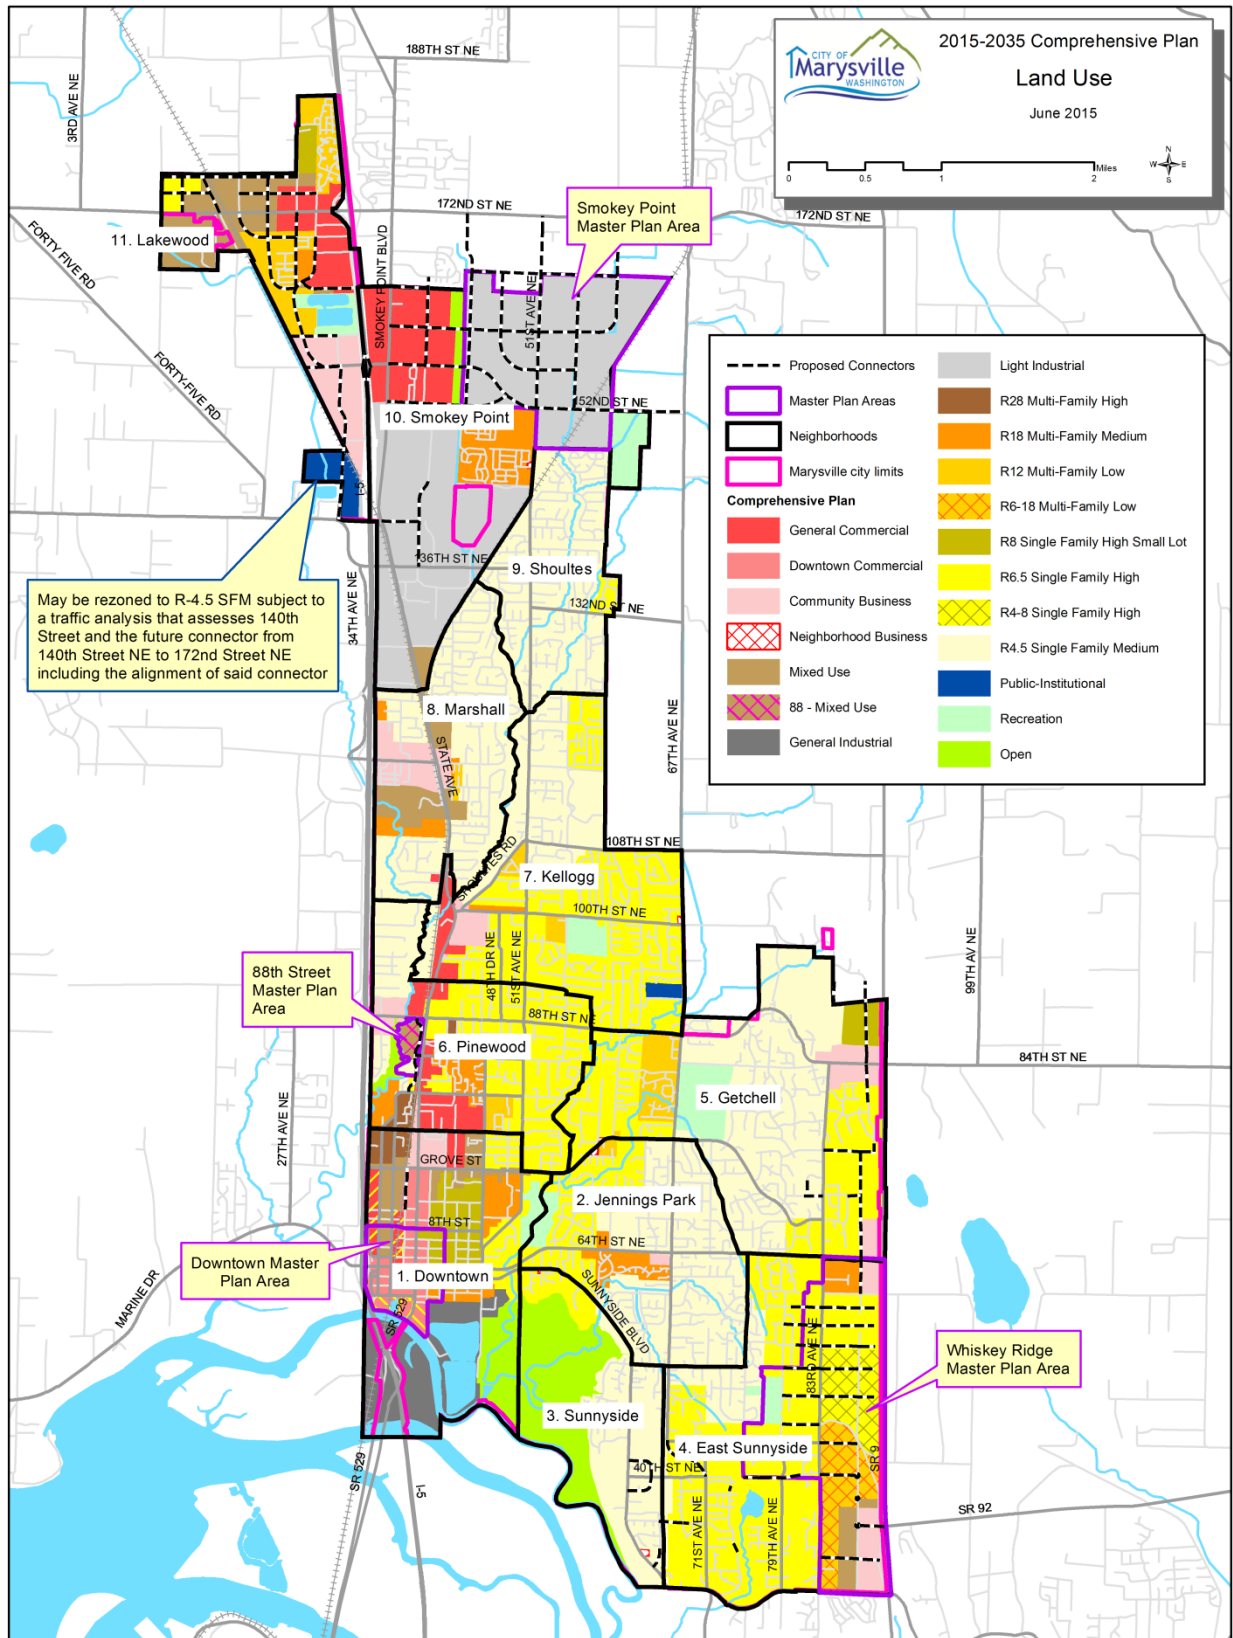 CITY OF
Marysville
WASHINGTON
2015-2035 Comprehensive Plan
Land Use
June 2015
0
0.5
1
2
Miles
N
W
E
S
188TH ST NE
3RD AVE NE
172ND ST NE
172ND ST NE
Smokey Point
Master Plan Area
11. Lakewood
FORTY FIVE RD
SMOKEY POINT BLVD
51ST AVE NE
FORTY-FIVE RD
152ND ST NE
10. Smokey Point
I-5
Proposed Connectors
Master Plan Areas
Neighborhoods
Marysville city limits
Comprehensive Plan
General Commercial
Downtown Commercial
Community Business
Neighborhood Business
Mixed Use
88 - Mixed Use
General Industrial
Light Industrial
R28 Multi-Family High
R18 Multi-Family Medium
R12 Multi-Family Low
R6-18 Multi-Family Low
R8 Single Family High Small Lot
R6.5 Single Family High
R4-8 Single Family High
R4.5 Single Family Medium
Public-Institutional
Recreation
Open
136TH ST NE
9. Shoultes
132ND ST NE
May be rezoned to R-4.5 SFM subject to
a traffic analysis that assesses 140th
Street and the future connector from
140th Street NE to 172nd Street NE
including the alignment of said connector
34TH AVE NE
8. Marshall
STATE AVE
67TH AVE NE
108TH ST NE
SHOULTES RD
7. Kellogg
100TH ST NE
48TH DR NE
51ST AVE NE
99TH AV NE
88th Street
Master Plan
Area
88TH ST NE
6. Pinewood
84TH ST NE
5. Getchell
27TH AVE NE
GROVE ST
2. Jennings Park
8TH ST
64TH ST NE
Downtown Master
Plan Area
1. Downtown
MARINE DR
SR 529
SUNNYSIDE BLVD
83RD AVE NE
Whiskey Ridge
Master Plan Area
3. Sunnyside
4. East Sunnyside
40TH ST NE
SR 9
SR 529
I-5
71ST AVE NE
79TH AVE NE
SR 92